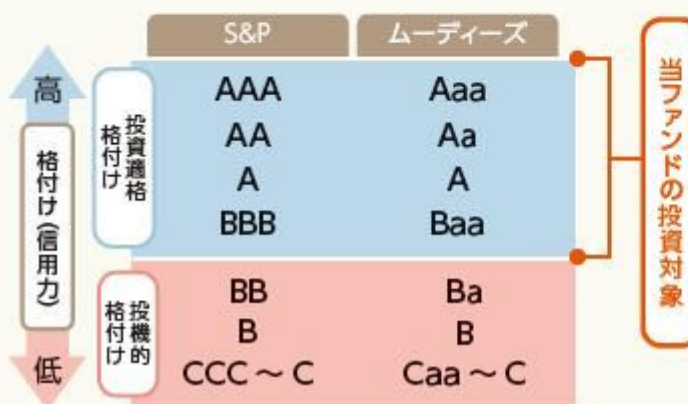 S&P ムーディーズ
高
格付け(信用力)
低
投資適格
格付け
AAA Aaa
AA Aa
A A
BBB Baa
投機的
格付け
BB Ba
B B
CCC ～ C Caa ～ C
当ファンドの投資対象